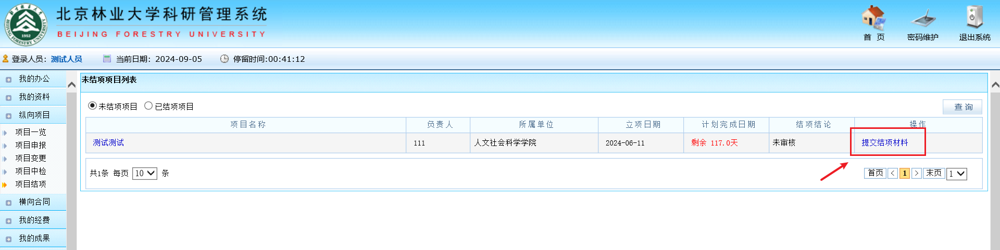 北京林业大学科研管理系统
BEIJING FORESTRY UNIVERSITY
BEIJING FORESTRY UNIVERSITY
1952
首 页
密码维护
退出系统
登录人员: 测试人员 当前日期: 2024-09-05 停留时间:00:41:12
我的办公
我的资料
纵向项目
项目一览
项目申报
项目变更
项目中检
项目结项
横向合同
我的经费
我的成果
未结项项目列表
未结项项目 已结项项目 查 询
项目名称 负责人 所属单位 立项日期 计划完成日期 结项结论 操作
测试测试 111 人文社会科学学院 2024-06-11 剩余 117.0天 未审核 提交结项材料
共1条 每页 10 条 首页 < 1 > 末页 1